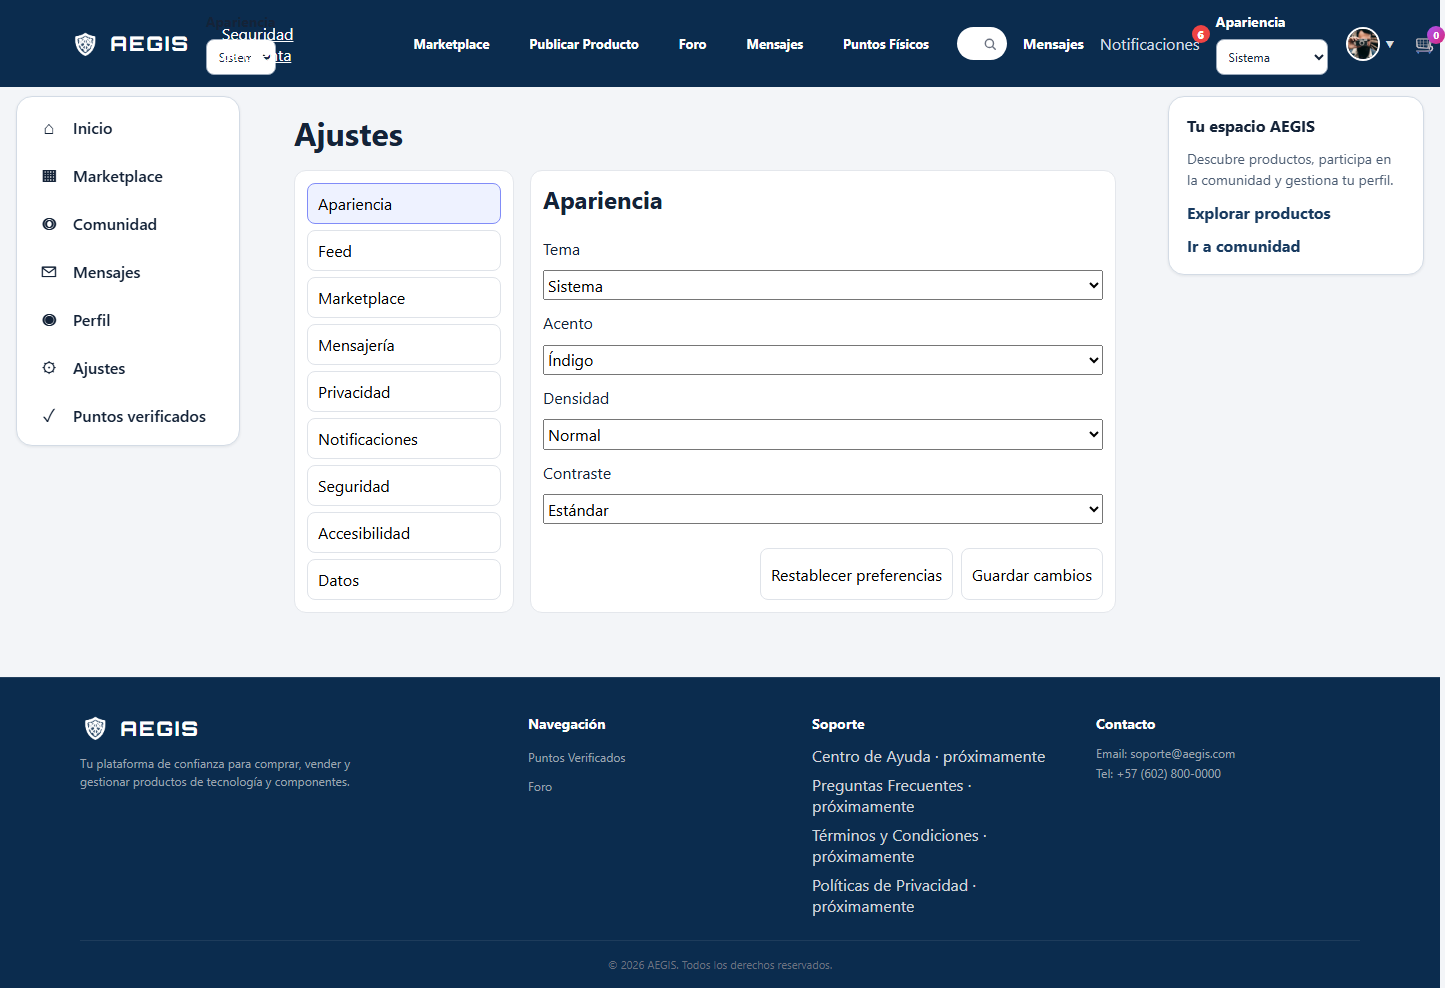 AEGIS
Apariencia
Seguridad
Sistem
Marketplace
Publicar Producto
Foro
Mensajes
Puntos Físicos
Mensajes
Notificaciones
6
Apariencia
Sistema
0
Inicio
Marketplace
Comunidad
Mensajes
Perfil
Ajustes
Puntos verificados
Ajustes
Apariencia
Feed
Marketplace
Mensajería
Privacidad
Notificaciones
Seguridad
Accesibilidad
Datos
Apariencia
Tema
Sistema
Acento
Índigo
Densidad
Normal
Contraste
Estándar
Restablecer preferencias
Guardar cambios
Tu espacio AEGIS
Descubre productos, participa en
la comunidad y gestiona tu perfil.
Explorar productos
Ir a comunidad
AEGIS
Tu plataforma de confianza para comprar, vender y
gestionar productos de tecnología y componentes.
Navegación
Puntos Verificados
Foro
Soporte
Centro de Ayuda · próximamente
Preguntas Frecuentes ·
próximamente
Términos y Condiciones ·
próximamente
Políticas de Privacidad ·
próximamente
Contacto
Email: soporte@aegis.com
Tel: +57 (602) 800-0000
© 2026 AEGIS. Todos los derechos reservados.